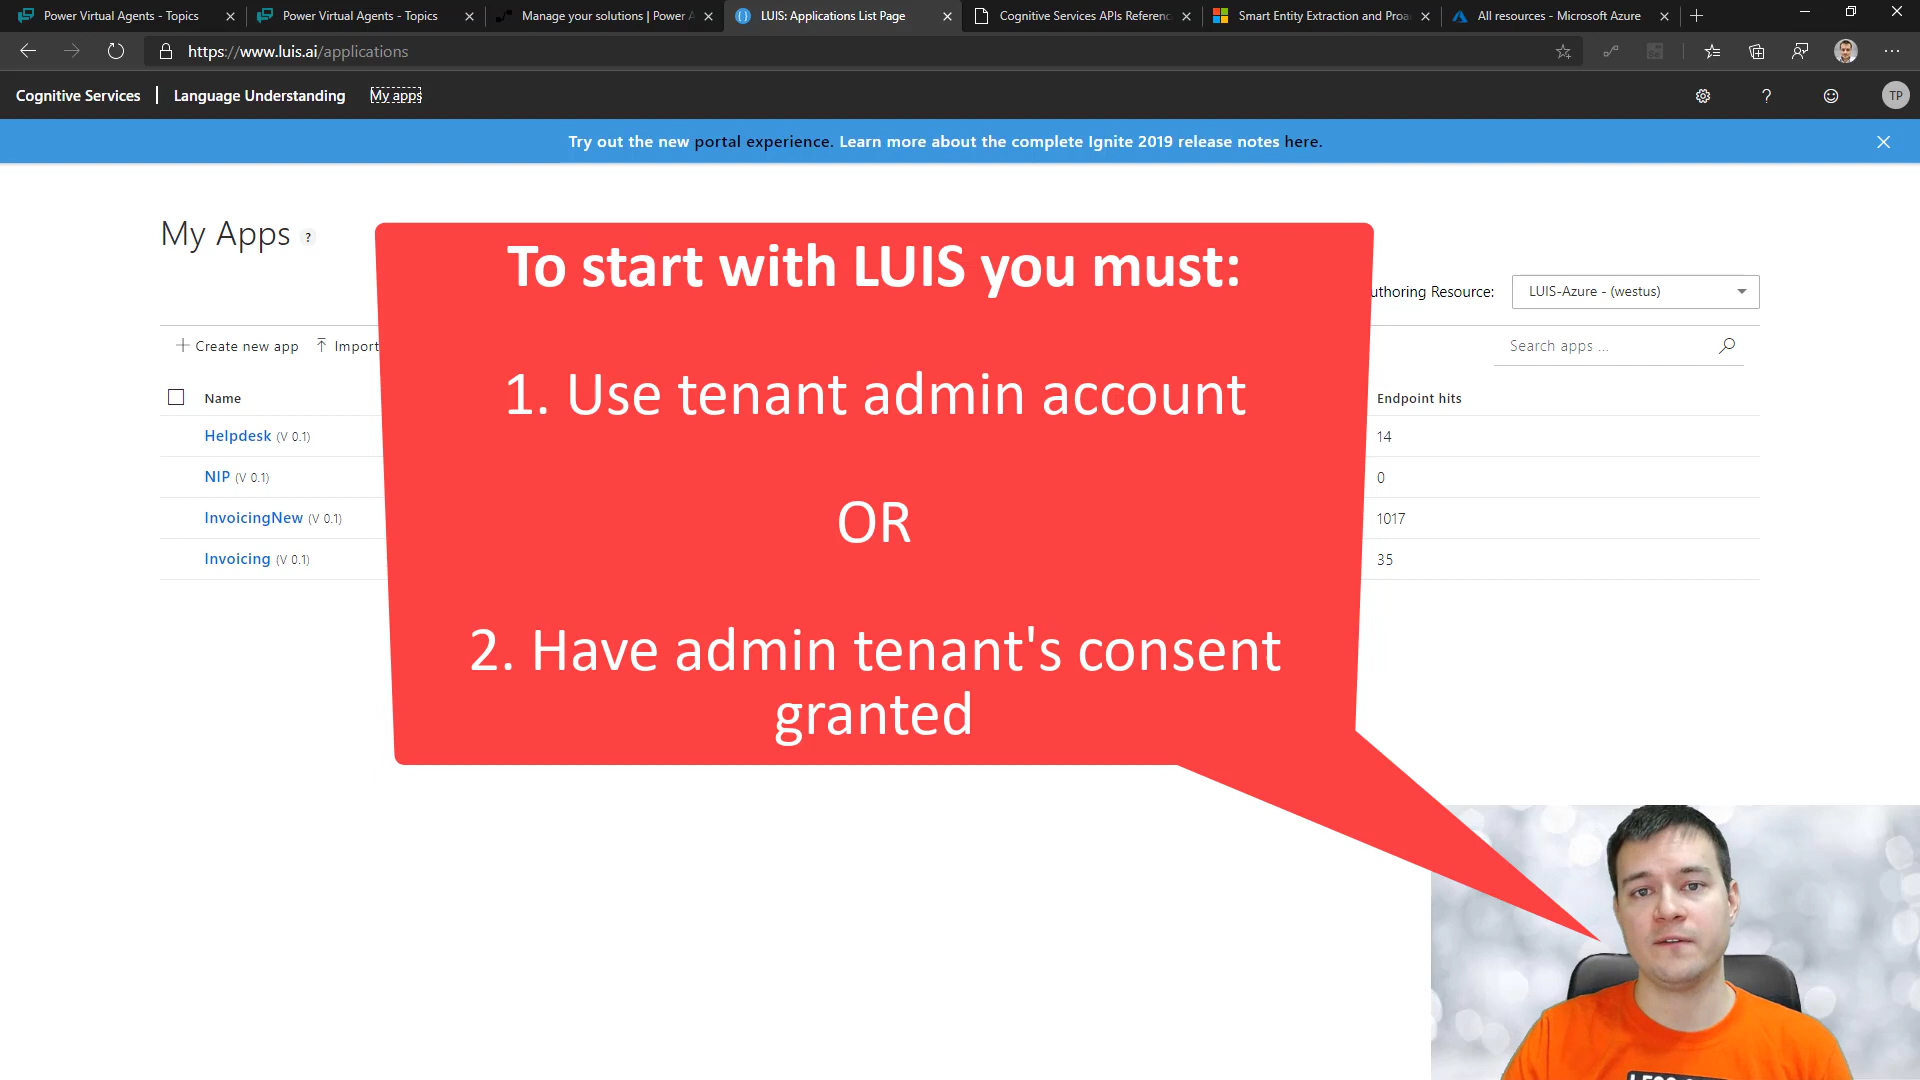 Power Virtual Agents - Topics
Power Virtual Agents - Topics
Manage your solutions | Power A
LUIS: Applications List Page
Cognitive Services APIs Referenc
Smart Entity Extraction and Proa
All resources - Microsoft Azure
https://www.luis.ai/applications
Cognitive Services | Language Understanding My apps
? TP
Try out the new portal experience. Learn more about the complete Ignite 2019 release notes here.
My Apps ?
To start with LUIS you must:
uthoring Resource: LUIS-Azure - (westus)
+ Create new app Import
Search apps ...
1. Use tenant admin account
Name Endpoint hits
Helpdesk (V 0.1) 14
NIP (V 0.1) 0
OR
InvoicingNew (V 0.1) 1017
Invoicing (V 0.1) 35
2. Have admin tenant's consent
granted